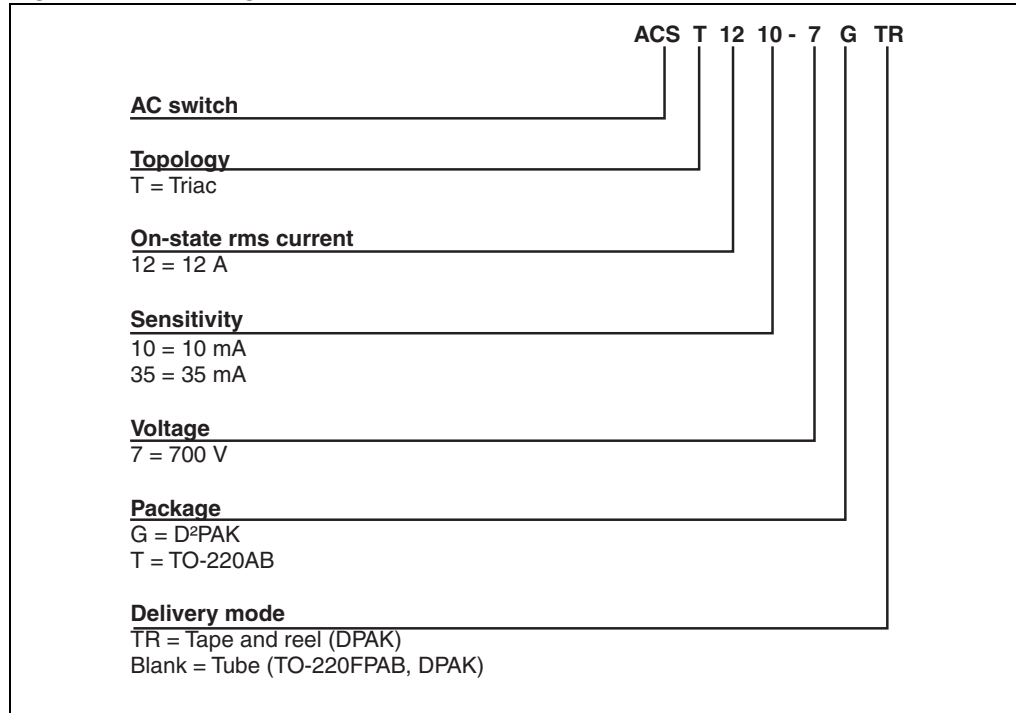 ACS T 12 10 - 7 G TR
AC switch
Topology
T = Triac
On-state rms current
12 = 12 A
Sensitivity
10 = 10 mA
35 = 35 mA
Voltage
7 = 700 V
Package
G = D²PAK
T = TO-220AB
Delivery mode
TR = Tape and reel (DPAK)
Blank = Tube (TO-220FPAB, DPAK)